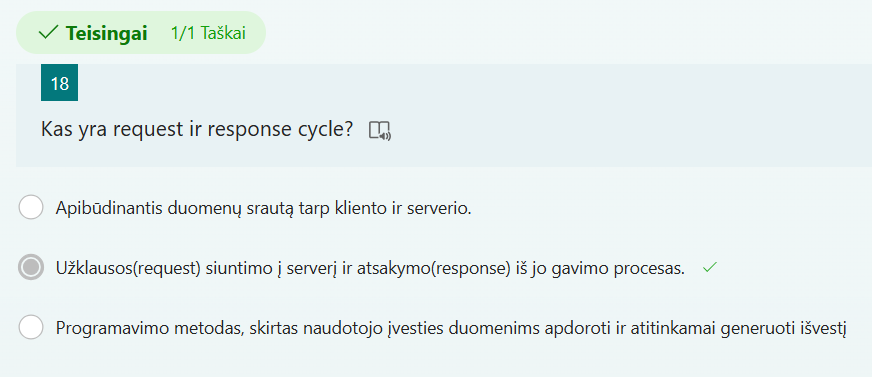 Teisingai 1/1 Taškai
18
Kas yra request ir response cycle?
Apibūdinantis duomenų srautą tarp kliento ir serverio.
Užklausos(request) siuntimo į serverį ir atsakymo(response) iš jo gavimo procesas.
Programavimo metodas, skirtas naudotojo įvesties duomenims apdoroti ir atitinkamai generuoti išvestį